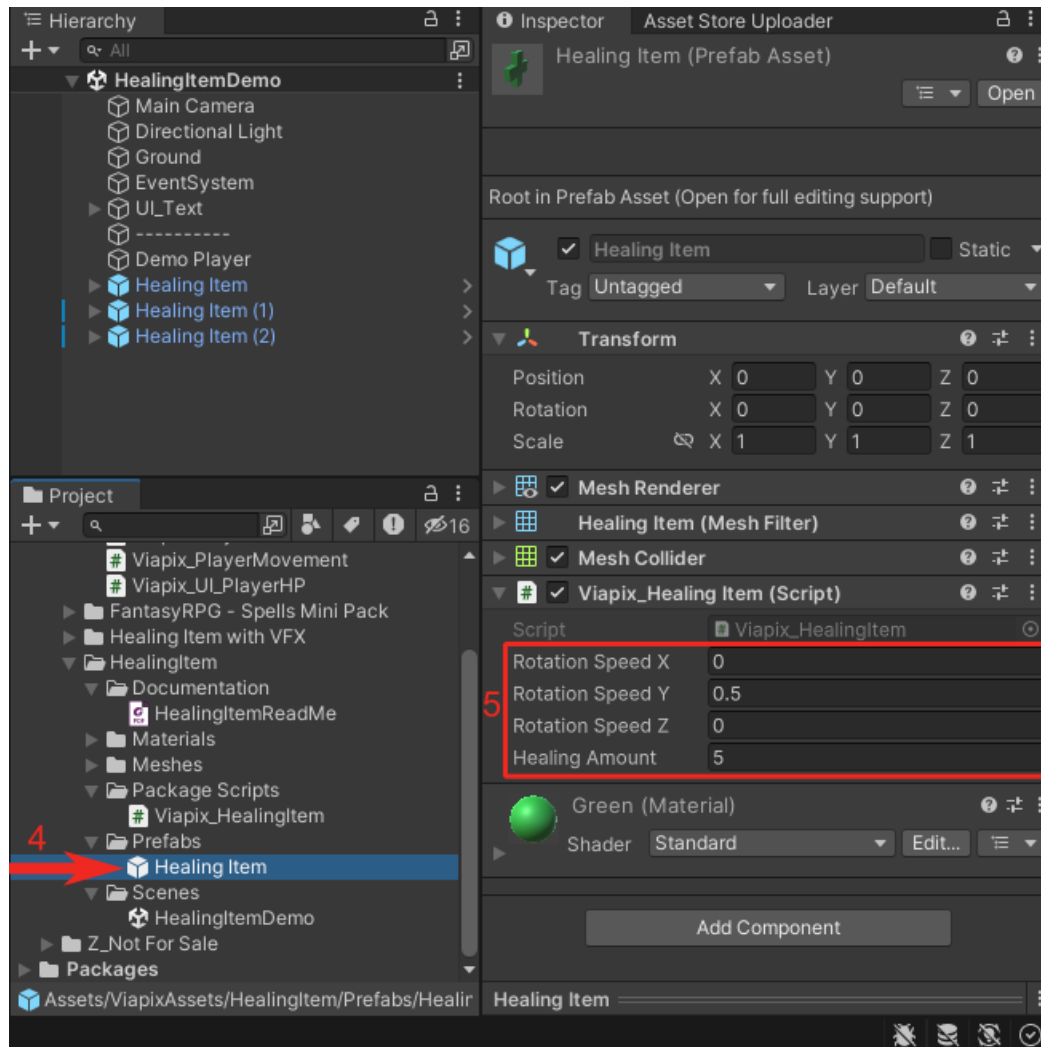 Hierarchy
All
HealingItemDemo
Main Camera
Directional Light
Ground
EventSystem
UI_Text
----------
Demo Player
Healing Item
Healing Item (1)
Healing Item (2)
Project
16
Viapix_PlayerMovement
Viapix_UI_PlayerHP
FantasyRPG - Spells Mini Pack
Healing Item with VFX
HealingItem
Documentation
HealingItemReadMe
Materials
Meshes
Package Scripts
Viapix_HealingItem
4
Prefabs
Healing Item
Scenes
HealingItemDemo
Z_Not For Sale
Packages
Assets/ViapixAssets/HealingItem/Prefabs/Healin
Inspector Asset Store Uploader
Healing Item (Prefab Asset)
Open
Root in Prefab Asset (Open for full editing support)
Healing Item Static
Tag Untagged Layer Default
Transform
Position X 0 Y 0 Z 0
Rotation X 0 Y 0 Z 0
Scale X 1 Y 1 Z 1
Mesh Renderer
Healing Item (Mesh Filter)
Mesh Collider
# Viapix_Healing Item (Script)
Script Viapix_HealingItem
5
Rotation Speed X 0
Rotation Speed Y 0.5
Rotation Speed Z 0
Healing Amount 5
Green (Material)
Shader Standard Edit...
Add Component
Healing Item